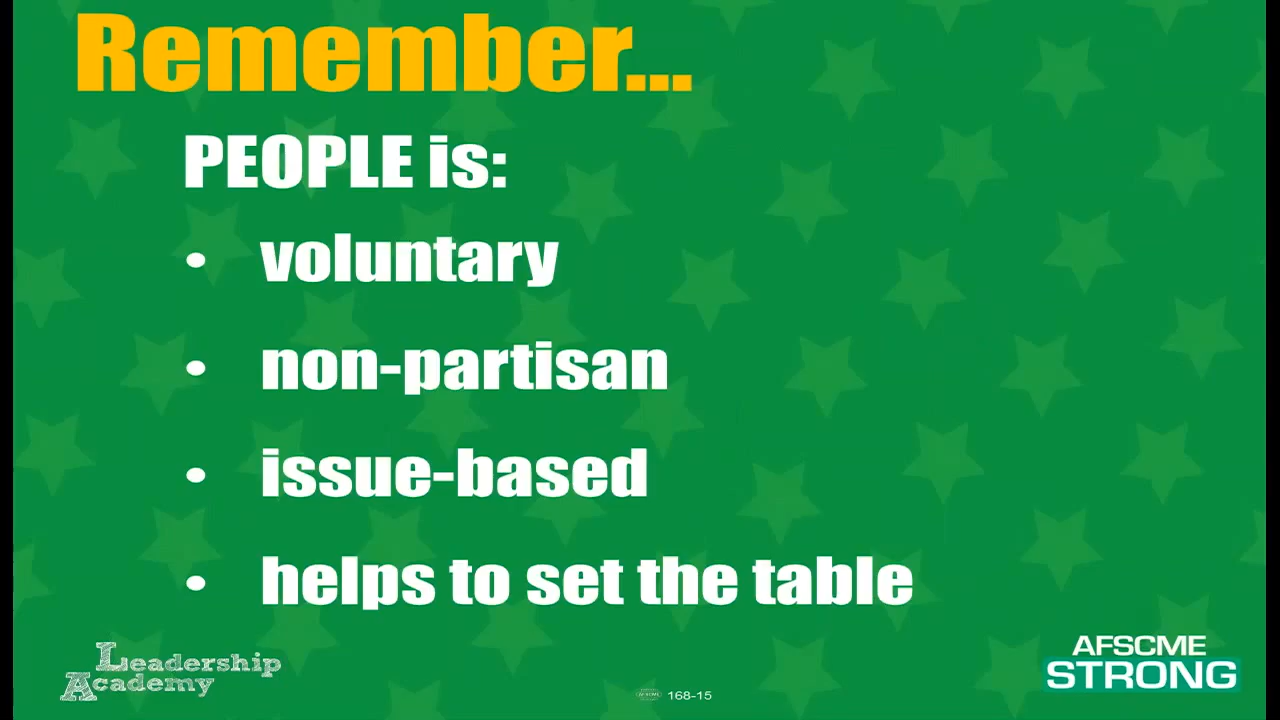 Remember...
PEOPLE is:
• voluntary
• non-partisan
• issue-based
• helps to set the table
Leadership
Academy
AFSCME
168-15
AFSCME
STRONG